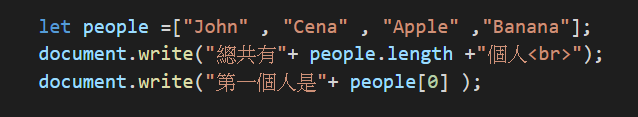 let people =["John" , "Cena" , "Apple" ,"Banana"];
document.write("總共有"+ people.length +"個人<br>");
document.write("第一個人是"+ people[0] );